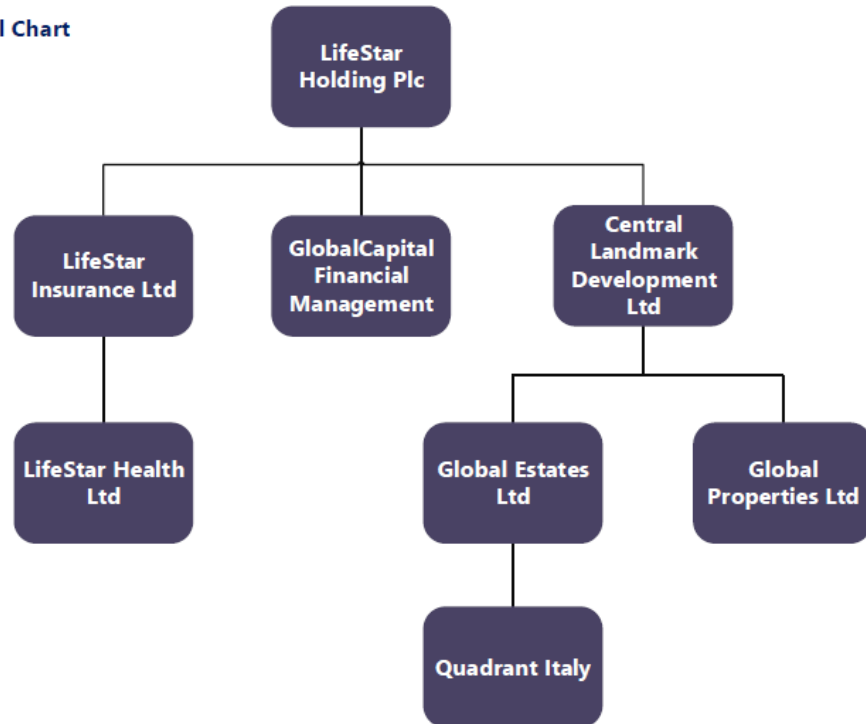 l Chart
LifeStar
Holding Plc
LifeStar
Insurance Ltd
GlobalCapital
Financial
Management
Central
Landmark
Development
Ltd
LifeStar Health
Ltd
Global Estates
Ltd
Global
Properties Ltd
Quadrant Italy